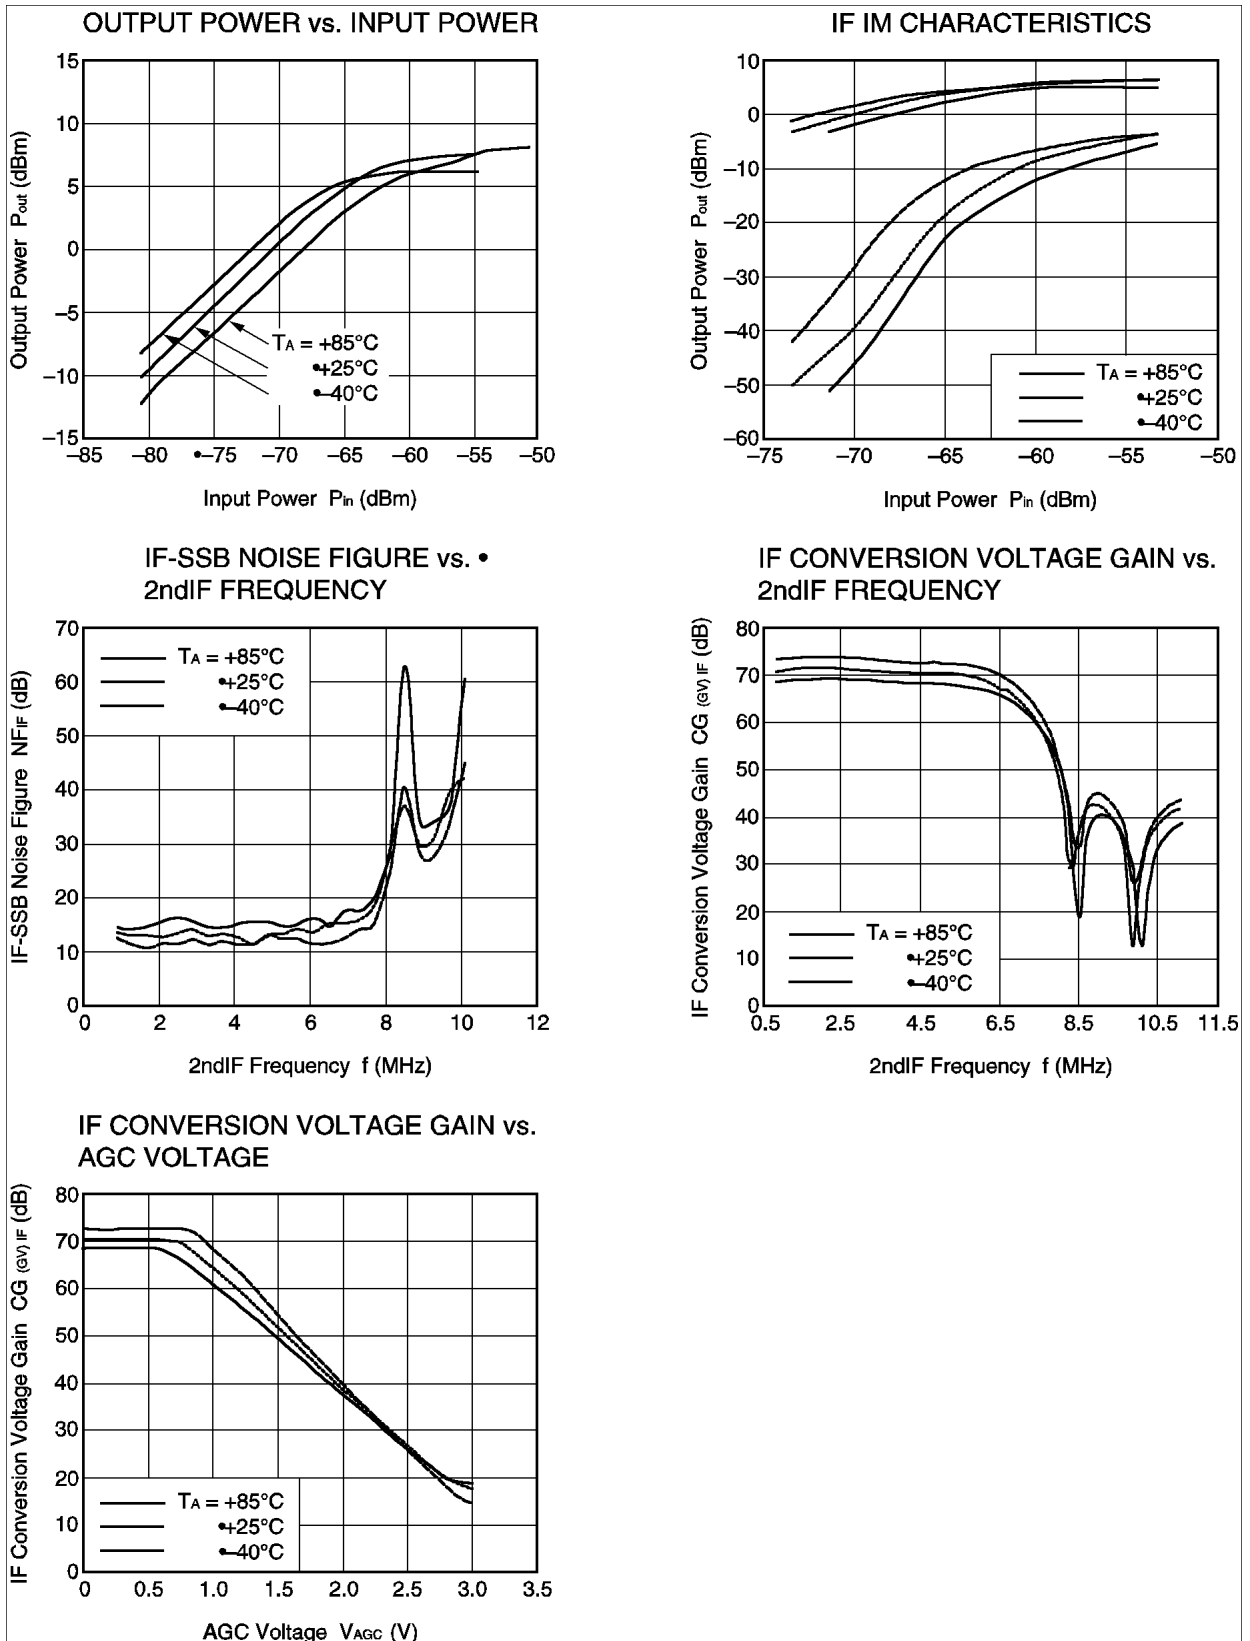 OUTPUT POWER vs. INPUT POWER
15
10
5
0
–5
–10
–15
–85 –80 •–75 –70 –65 –60 –55 –50
Output Power Pout (dBm)
TA = +85°C
•+25°C
•–40°C
Input Power Pin (dBm)
IF IM CHARACTERISTICS
10
0
–10
–20
–30
–40
–50
–60
–75 –70 –65 –60 –55 –50
Output Power Pout (dBm)
TA = +85°C
•+25°C
•–40°C
Input Power Pin (dBm)
IF-SSB NOISE FIGURE vs. •
2ndIF FREQUENCY
70
60
50
40
30
20
10
0
0 2 4 6 8 10 12
IF-SSB Noise Figure NFIF (dB)
TA = +85°C
•+25°C
•–40°C
2ndIF Frequency f (MHz)
IF CONVERSION VOLTAGE GAIN vs.
2ndIF FREQUENCY
80
70
60
50
40
30
20
10
0
0.5 2.5 4.5 6.5 8.5 10.5 11.5
IF Conversion Voltage Gain CG (GV) IF (dB)
TA = +85°C
•+25°C
•–40°C
2ndIF Frequency f (MHz)
IF CONVERSION VOLTAGE GAIN vs.
AGC VOLTAGE
80
70
60
50
40
30
20
10
0
0 0.5 1.0 1.5 2.0 2.5 3.0 3.5
IF Conversion Voltage Gain CG (GV) IF (dB)
TA = +85°C
•+25°C
•–40°C
AGC Voltage VAGC (V)